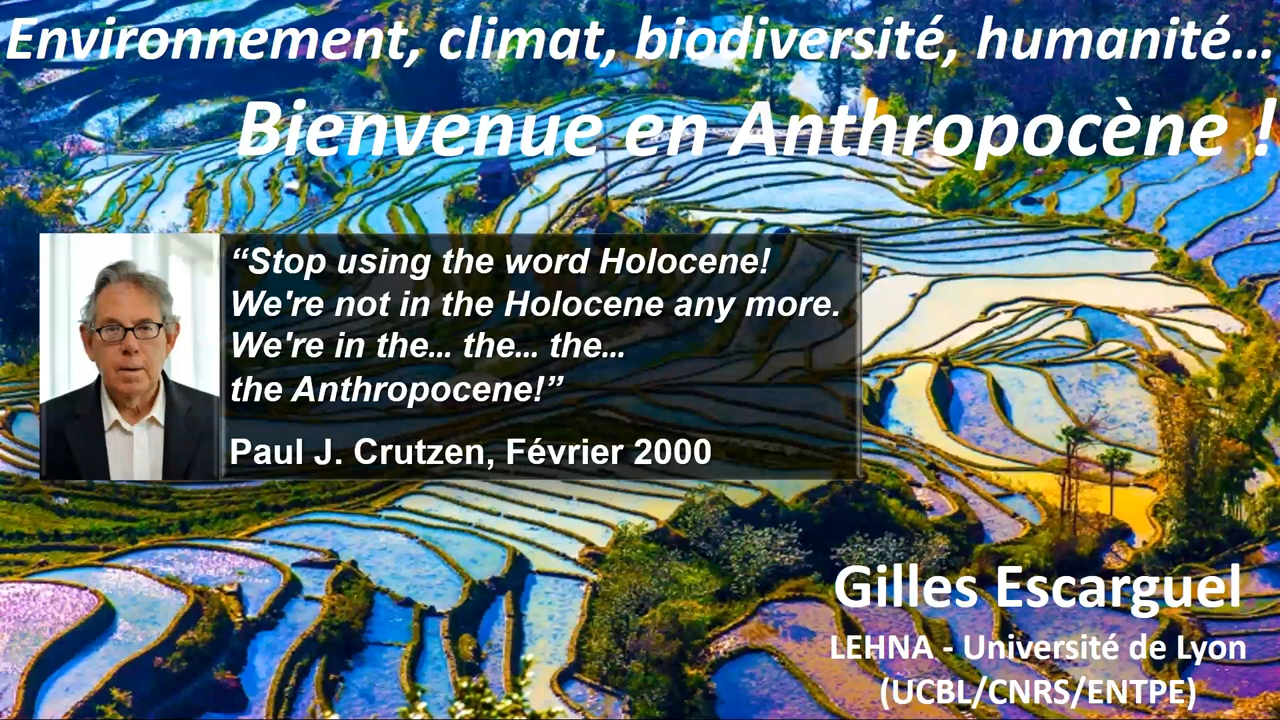 Environnement, climat, biodiversité, humanité...
Bienvenue en Anthropocène !
“Stop using the word Holocene!
We're not in the Holocene any more.
We're in the... the... the...
the Anthropocene!”
Paul J. Crutzen, Février 2000
Gilles Escarguel
LEHNA - Université de Lyon
(UCBL/CNRS/ENTPE)